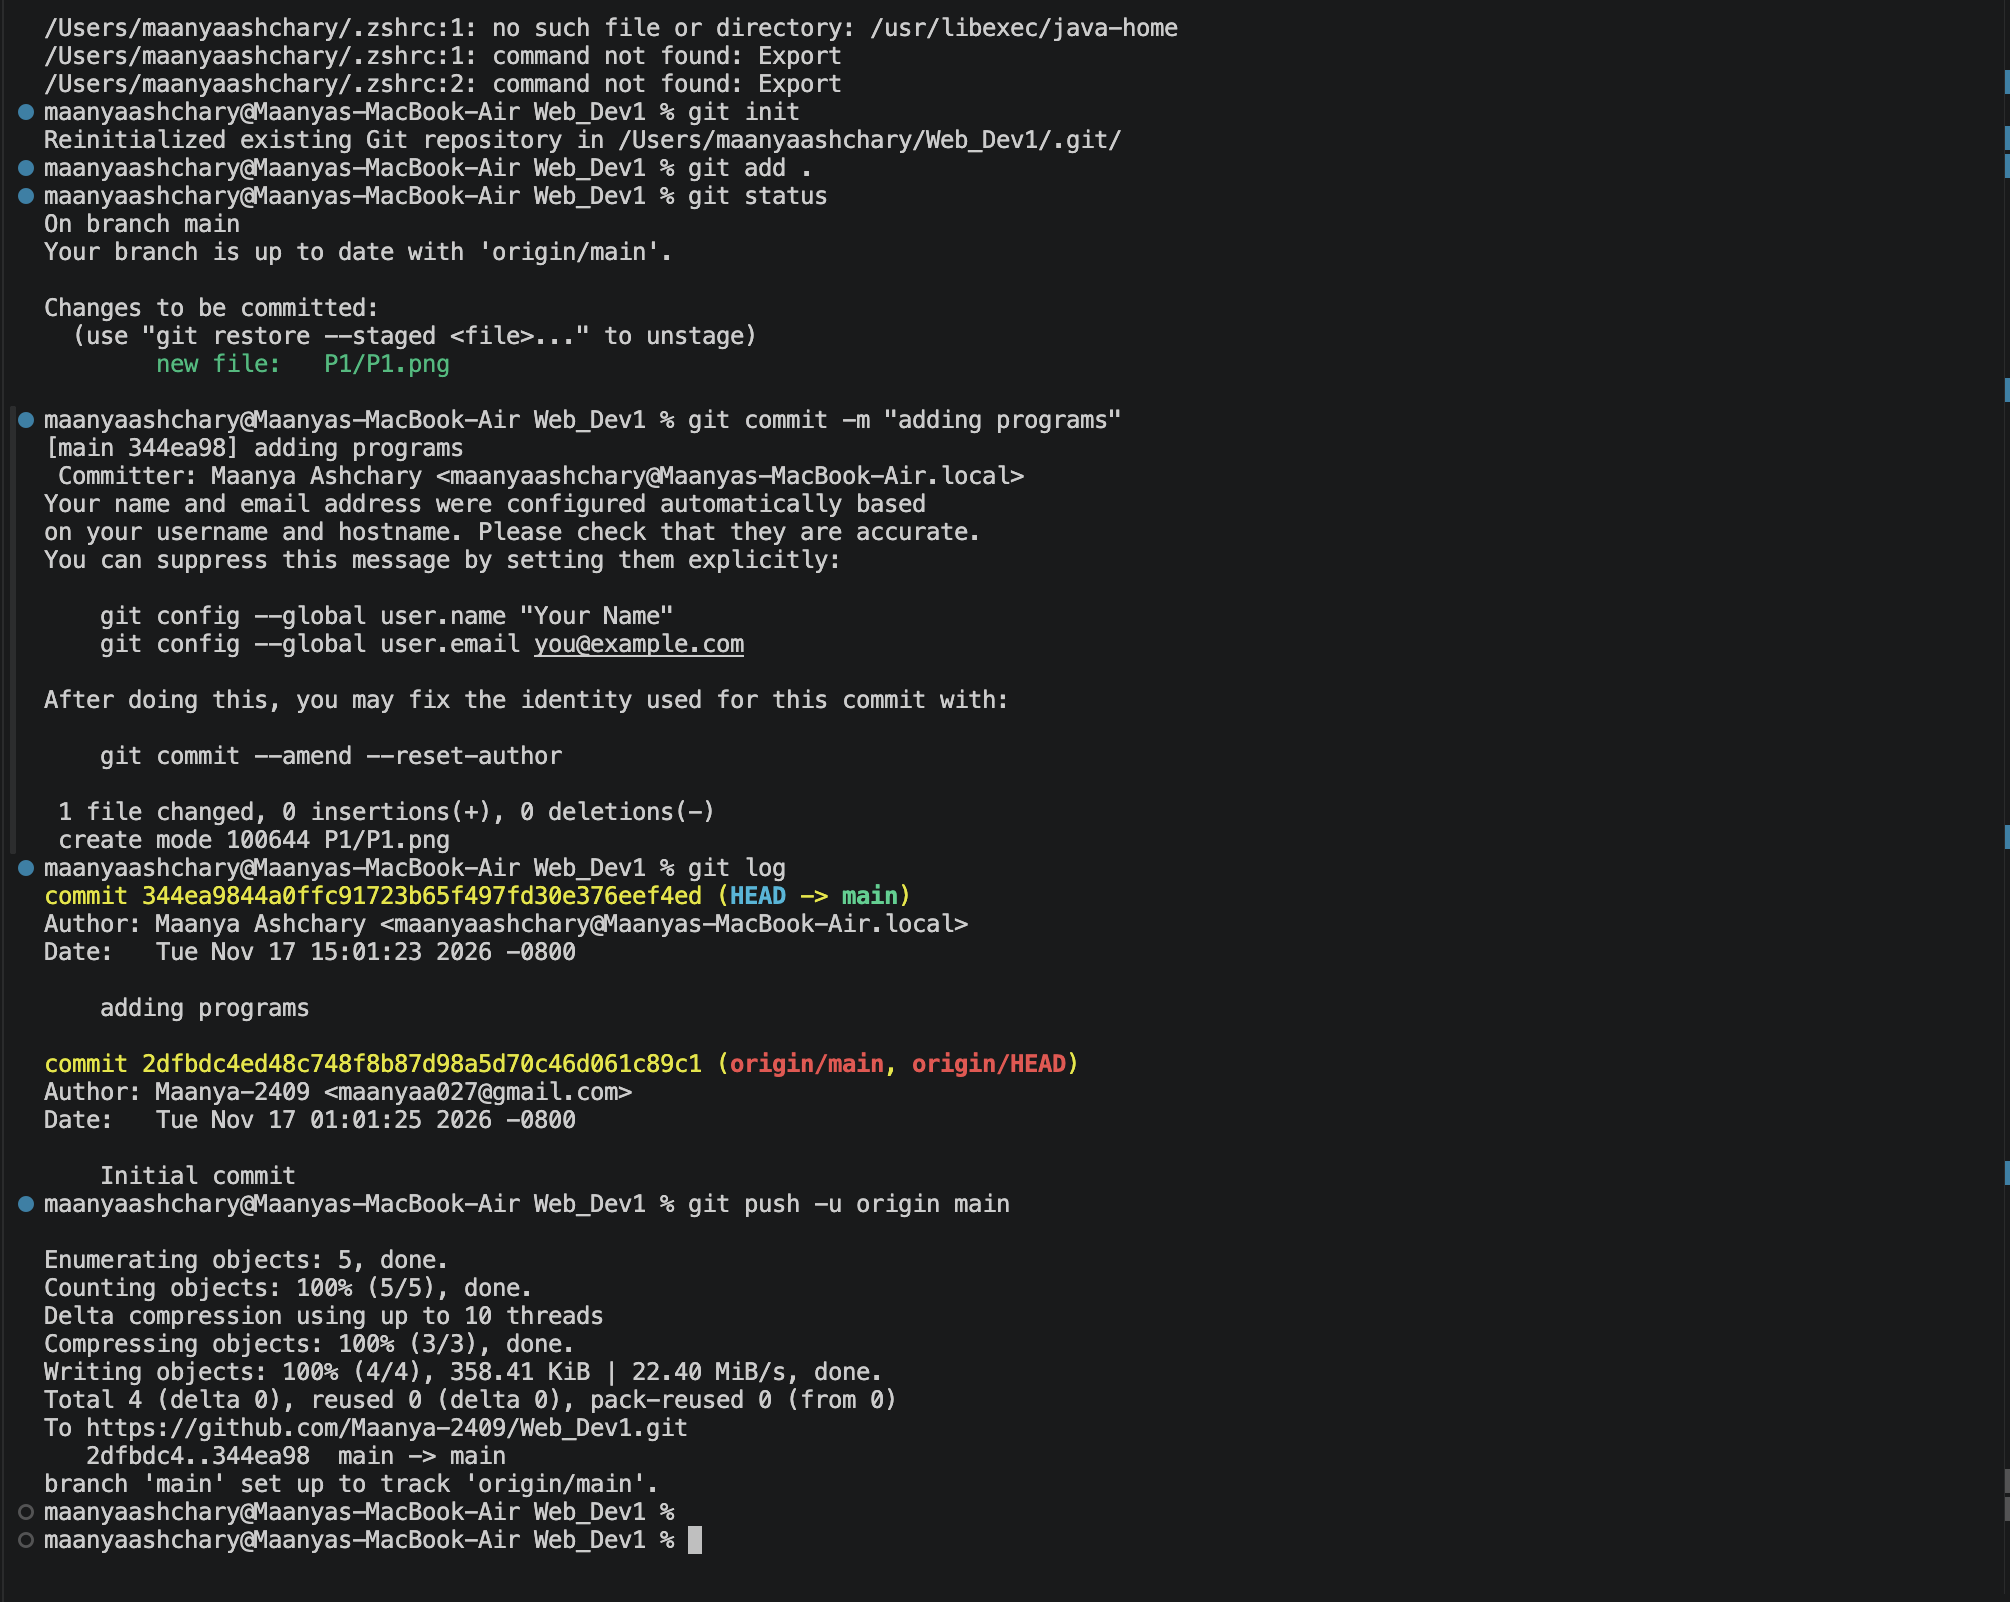 /Users/maanyaashchary/.zshrc:1: no such file or directory: /usr/libexec/java-home
/Users/maanyaashchary/.zshrc:1: command not found: Export
/Users/maanyaashchary/.zshrc:2: command not found: Export
maanyaashchary@Maanyas-MacBook-Air Web_Dev1 % git init
Reinitialized existing Git repository in /Users/maanyaashchary/Web_Dev1/.git/
maanyaashchary@Maanyas-MacBook-Air Web_Dev1 % git add .
maanyaashchary@Maanyas-MacBook-Air Web_Dev1 % git status
On branch main
Your branch is up to date with 'origin/main'.

Changes to be committed:
  (use "git restore --staged <file>..." to unstage)
        new file:   P1/P1.png

maanyaashchary@Maanyas-MacBook-Air Web_Dev1 % git commit -m "adding programs"
[main 344ea98] adding programs
 Committer: Maanya Ashchary <maanyaashchary@Maanyas-MacBook-Air.local>
Your name and email address were configured automatically based
on your username and hostname. Please check that they are accurate.
You can suppress this message by setting them explicitly:

    git config --global user.name "Your Name"
    git config --global user.email you@example.com

After doing this, you may fix the identity used for this commit with:

    git commit --amend --reset-author

 1 file changed, 0 insertions(+), 0 deletions(-)
 create mode 100644 P1/P1.png
maanyaashchary@Maanyas-MacBook-Air Web_Dev1 % git log
commit 344ea9844a0ffc91723b65f497fd30e376eef4ed (HEAD -> main)
Author: Maanya Ashchary <maanyaashchary@Maanyas-MacBook-Air.local>
Date:   Tue Nov 17 15:01:23 2026 -0800

    adding programs

commit 2dfbdc4ed48c748f8b87d98a5d70c46d061c89c1 (origin/main, origin/HEAD)
Author: Maanya-2409 <maanyaa027@gmail.com>
Date:   Tue Nov 17 01:01:25 2026 -0800

    Initial commit
maanyaashchary@Maanyas-MacBook-Air Web_Dev1 % git push -u origin main

Enumerating objects: 5, done.
Counting objects: 100% (5/5), done.
Delta compression using up to 10 threads
Compressing objects: 100% (3/3), done.
Writing objects: 100% (4/4), 358.41 KiB | 22.40 MiB/s, done.
Total 4 (delta 0), reused 0 (delta 0), pack-reused 0 (from 0)
To https://github.com/Maanya-2409/Web_Dev1.git
   2dfbdc4..344ea98  main -> main
branch 'main' set up to track 'origin/main'.
maanyaashchary@Maanyas-MacBook-Air Web_Dev1 %
maanyaashchary@Maanyas-MacBook-Air Web_Dev1 %